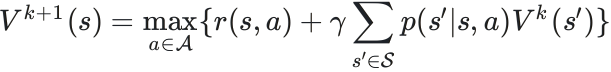 $V^{k+1}(s) = \max_{a \in \mathcal{A}} \{ r(s, a) + \gamma \sum_{s' \in \mathcal{S}} p(s'|s, a) V^k(s') \}$